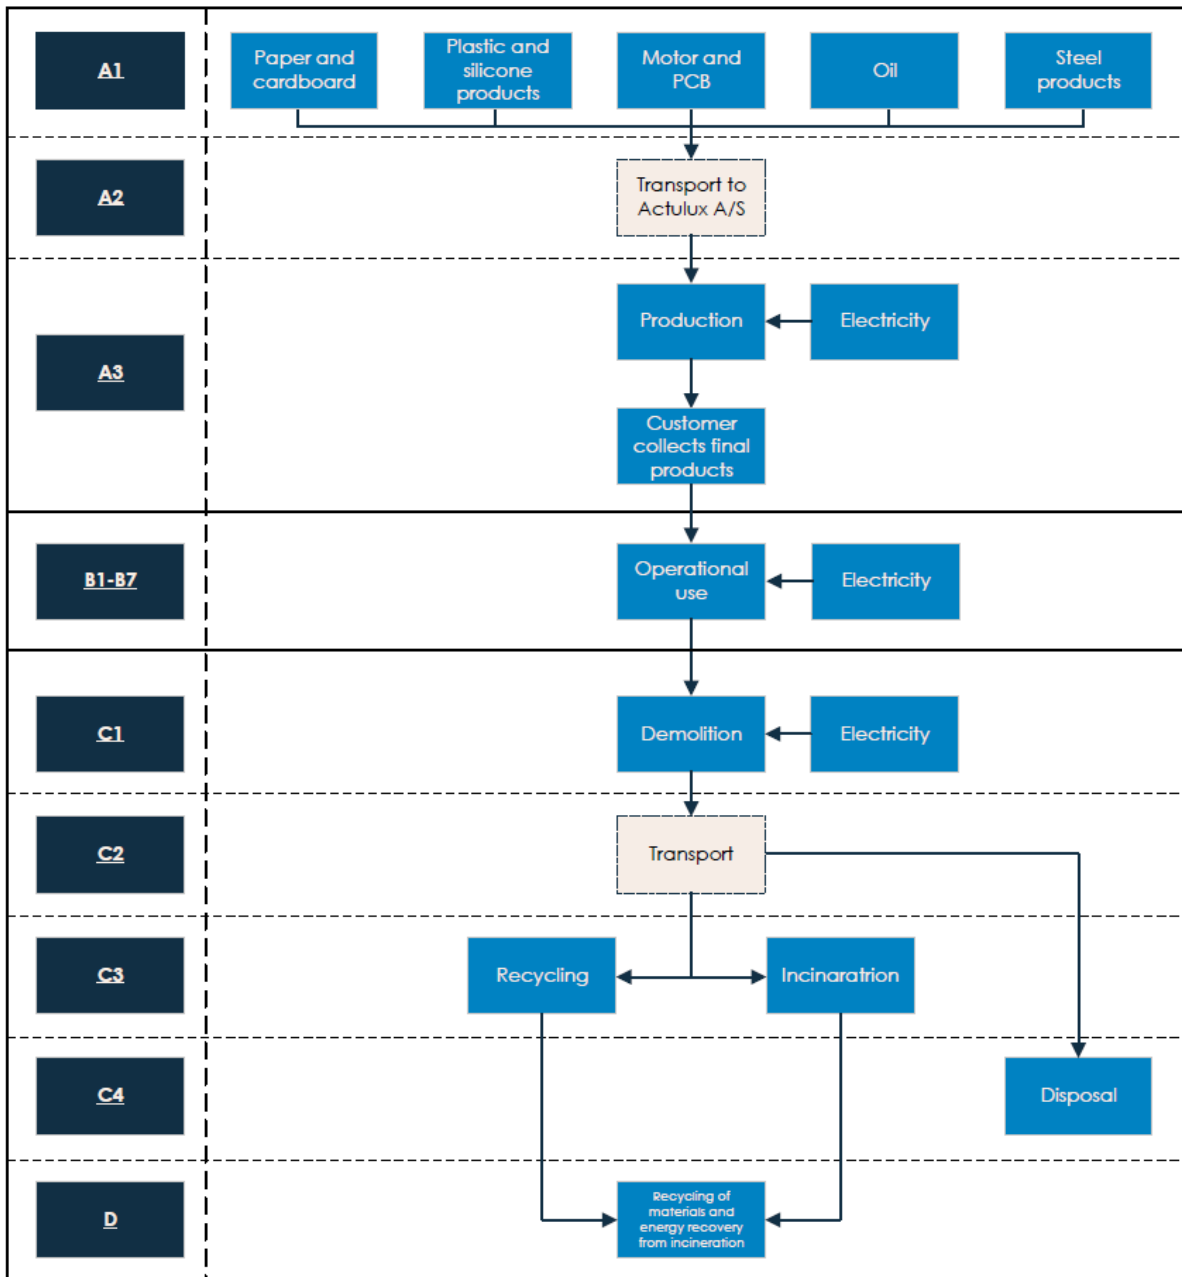 A1
Paper and
cardboard
Plastic and
silicone
products
Motor and
PCB
Oil
Steel
products
A2
Transport to
Actulux A/S
A3
Production
Electricity
Customer
collects final
products
B1-B7
Operational
use
Electricity
C1
Demolition
Electricity
C2
Transport
C3
Recycling
Incinaratrion
C4
Disposal
D
Recycling of
materials and
energy recovery
from incineration